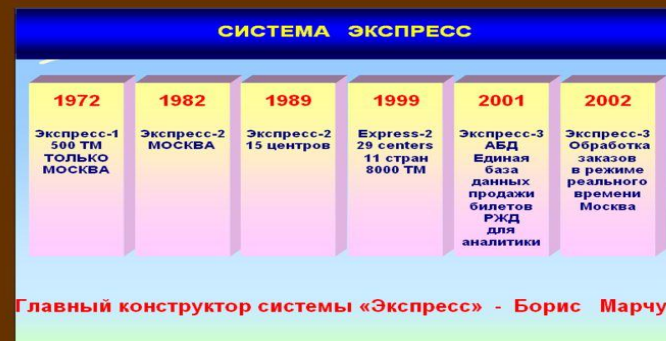 СИСТЕМА ЭКСПРЕСС
1972
Экспресс-1
500 ТМ
ТОЛЬКО
МОСКВА
1982
Экспресс-2
МОСКВА
1989
Экспресс-2
15 центров
1999
Express-2
29 centers
11 стран
8000 ТМ
2001
Экспресс-3
АБД
Единая
база
данных
продажи
билетов
РЖД
для
аналитики
2002
Экспресс-3
Обработка
заказов
в режиме
реального
времени
Москва
Главный конструктор системы «Экспресс» - Борис Марчу